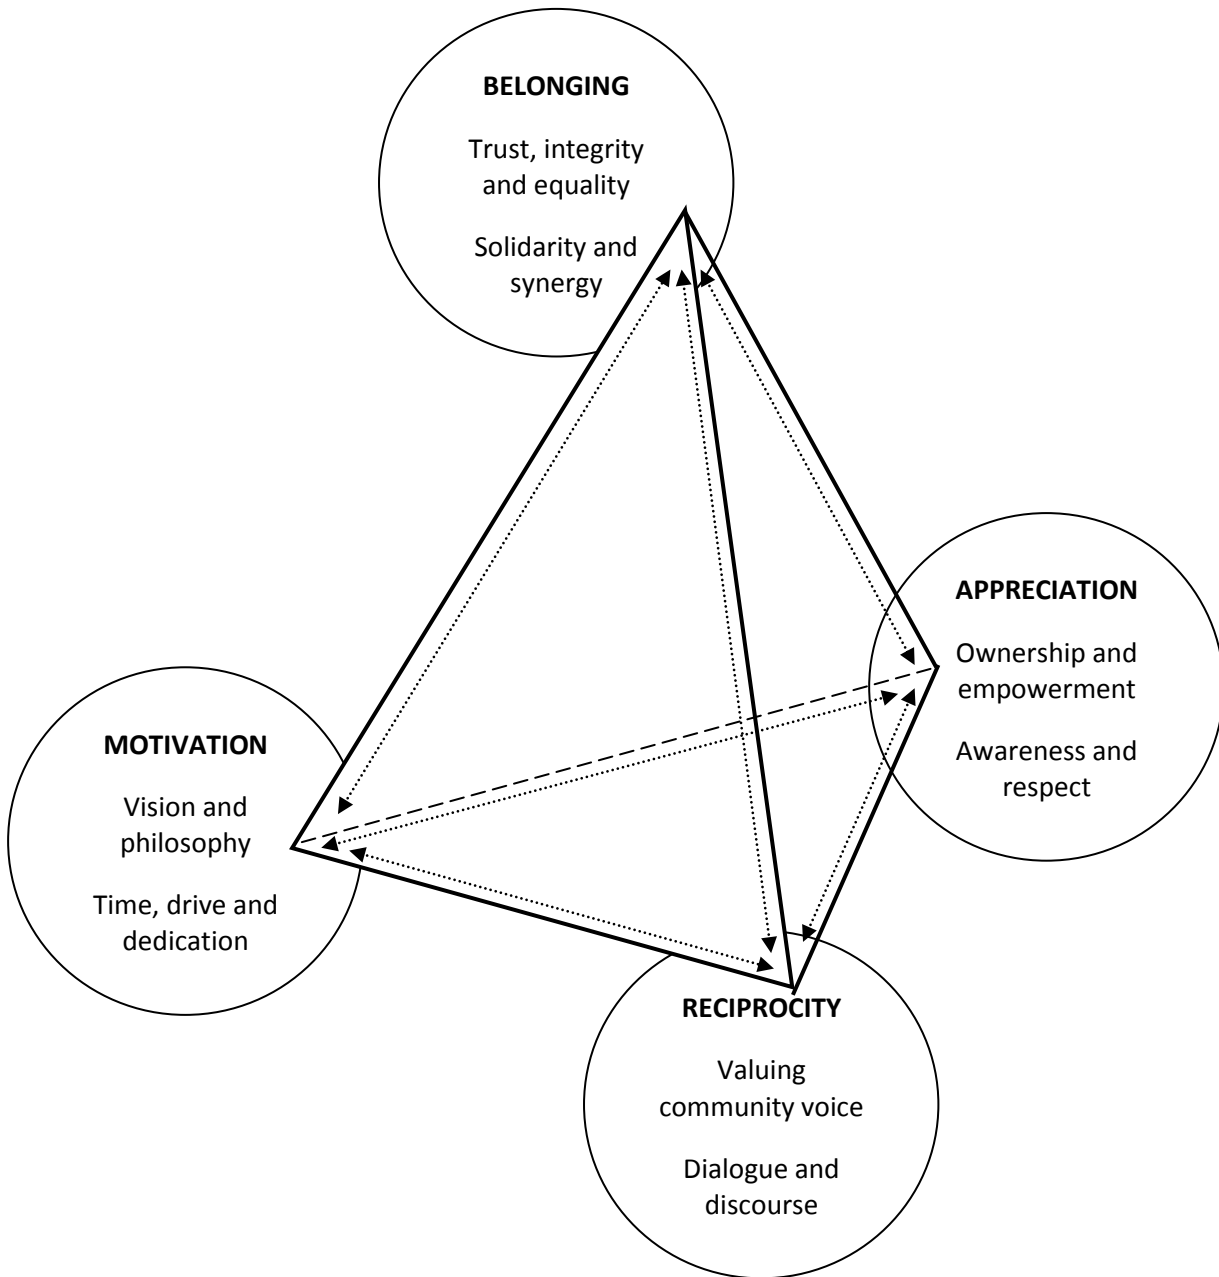 BELONGING
Trust, integrity
and equality
Solidarity and
synergy
APPRECIATION
Ownership and
empowerment
Awareness and
respect
MOTIVATION
Vision and
philosophy
Time, drive and
dedication
RECIPROCITY
Valuing
community voice
Dialogue and
discourse